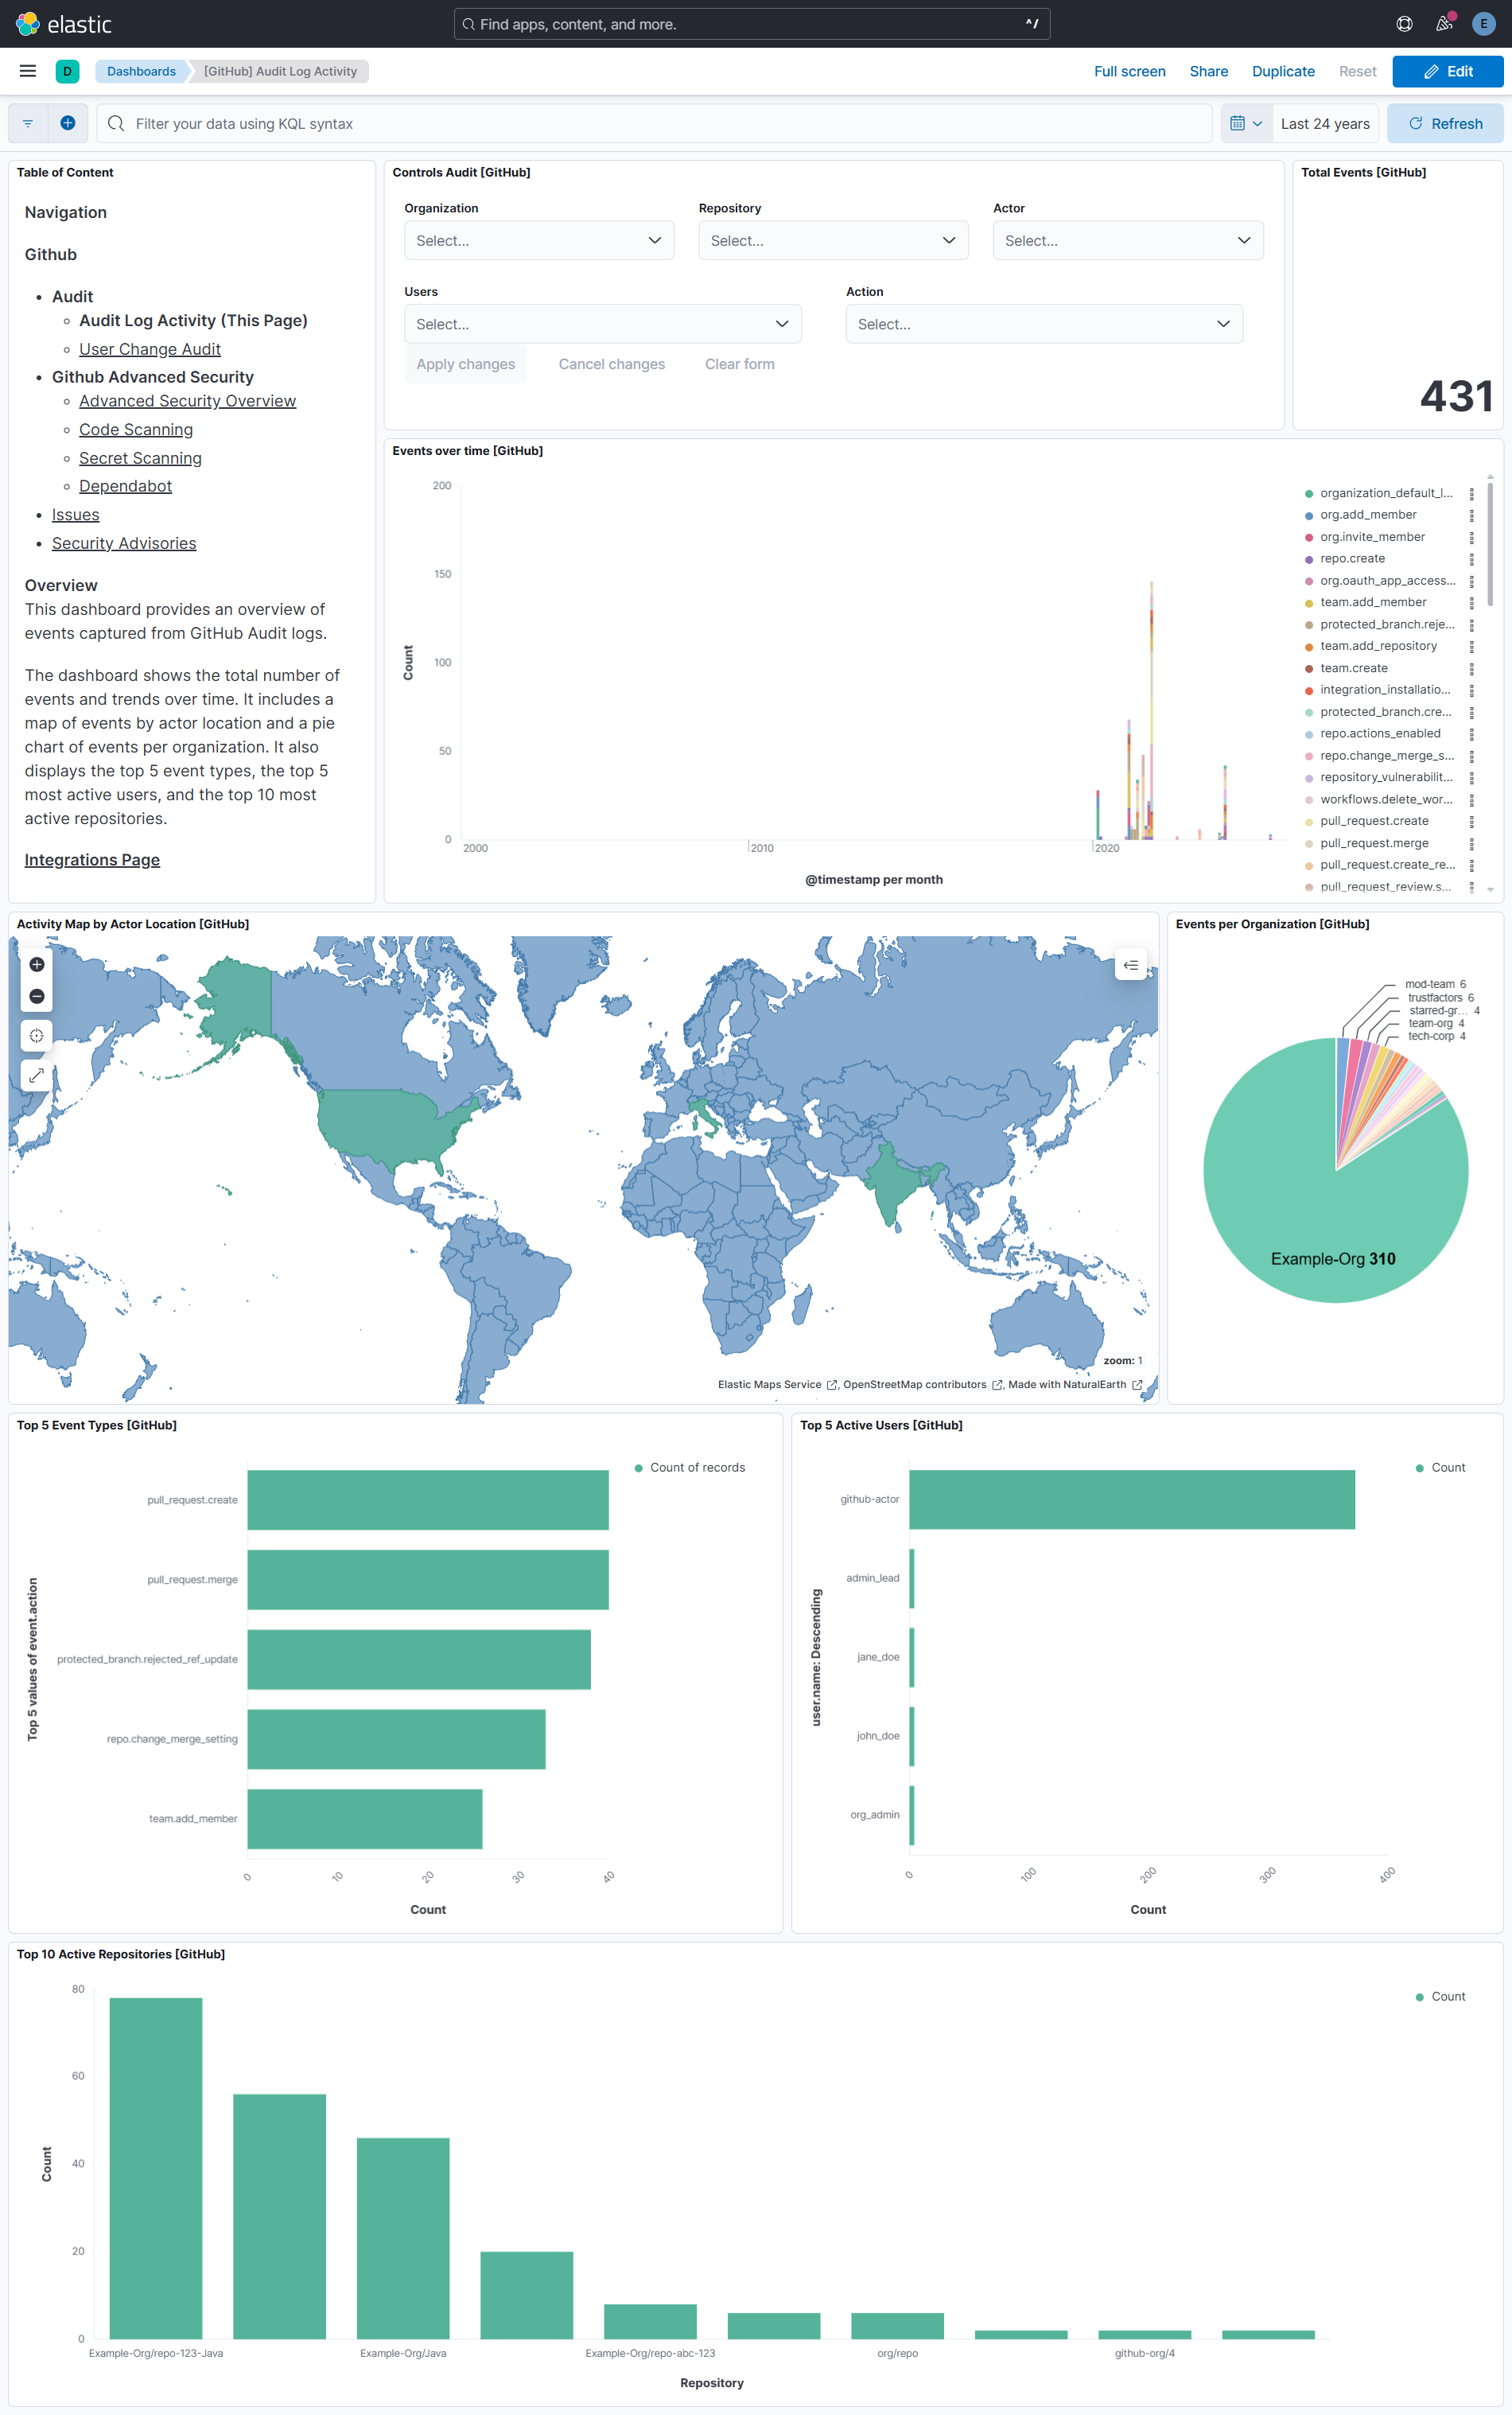 elastic
Find apps, content, and more.
^/
E
D
Dashboards
[GitHub] Audit Log Activity
Full screen
Share
Duplicate
Reset
Edit
Filter your data using KQL syntax
Last 24 years
Refresh
Table of Content
Navigation
Github
Audit
Audit Log Activity (This Page)
User Change Audit
Github Advanced Security
Advanced Security Overview
Code Scanning
Secret Scanning
Dependabot
Issues
Security Advisories
Overview
This dashboard provides an overview of
events captured from GitHub Audit logs.
The dashboard shows the total number of
events and trends over time. It includes a
map of events by actor location and a pie
chart of events per organization. It also
displays the top 5 event types, the top 5
most active users, and the top 10 most
active repositories.
Integrations Page
Controls Audit [GitHub]
Organization
Select...
Repository
Select...
Actor
Select...
Users
Select...
Action
Select...
Apply changes
Cancel changes
Clear form
Total Events [GitHub]
431
Events over time [GitHub]
200
150
100
50
0
Count
2000
2010
2020
@timestamp per month
organization_default_l...
org.add_member
org.invite_member
repo.create
org.oauth_app_access...
team.add_member
protected_branch.reje...
team.add_repository
team.create
integration_installatio...
protected_branch.cre...
repo.actions_enabled
repo.change_merge_s...
repository_vulnerabilit...
workflows.delete_wor...
pull_request.create
pull_request.merge
pull_request.create_re...
pull_request_review.s...
Activity Map by Actor Location [GitHub]
zoom: 1
Elastic Maps Service , OpenStreetMap contributors , Made with NaturalEarth
Events per Organization [GitHub]
mod-team 6
trustfactors 6
starred-gr... 4
team-org 4
tech-corp 4
Example-Org 310
Top 5 Event Types [GitHub]
Count of records
Top 5 values of event.action
pull_request.create
pull_request.merge
protected_branch.rejected_ref_update
repo.change_merge_setting
team.add_member
0
10
20
30
40
Count
Top 5 Active Users [GitHub]
Count
user.name: Descending
github-actor
admin_lead
jane_doe
john_doe
org_admin
0
100
200
300
400
Count
Top 10 Active Repositories [GitHub]
Count
80
60
40
20
0
Count
Example-Org/repo-123-Java
Example-Org/Java
Example-Org/repo-abc-123
org/repo
github-org/4
Repository